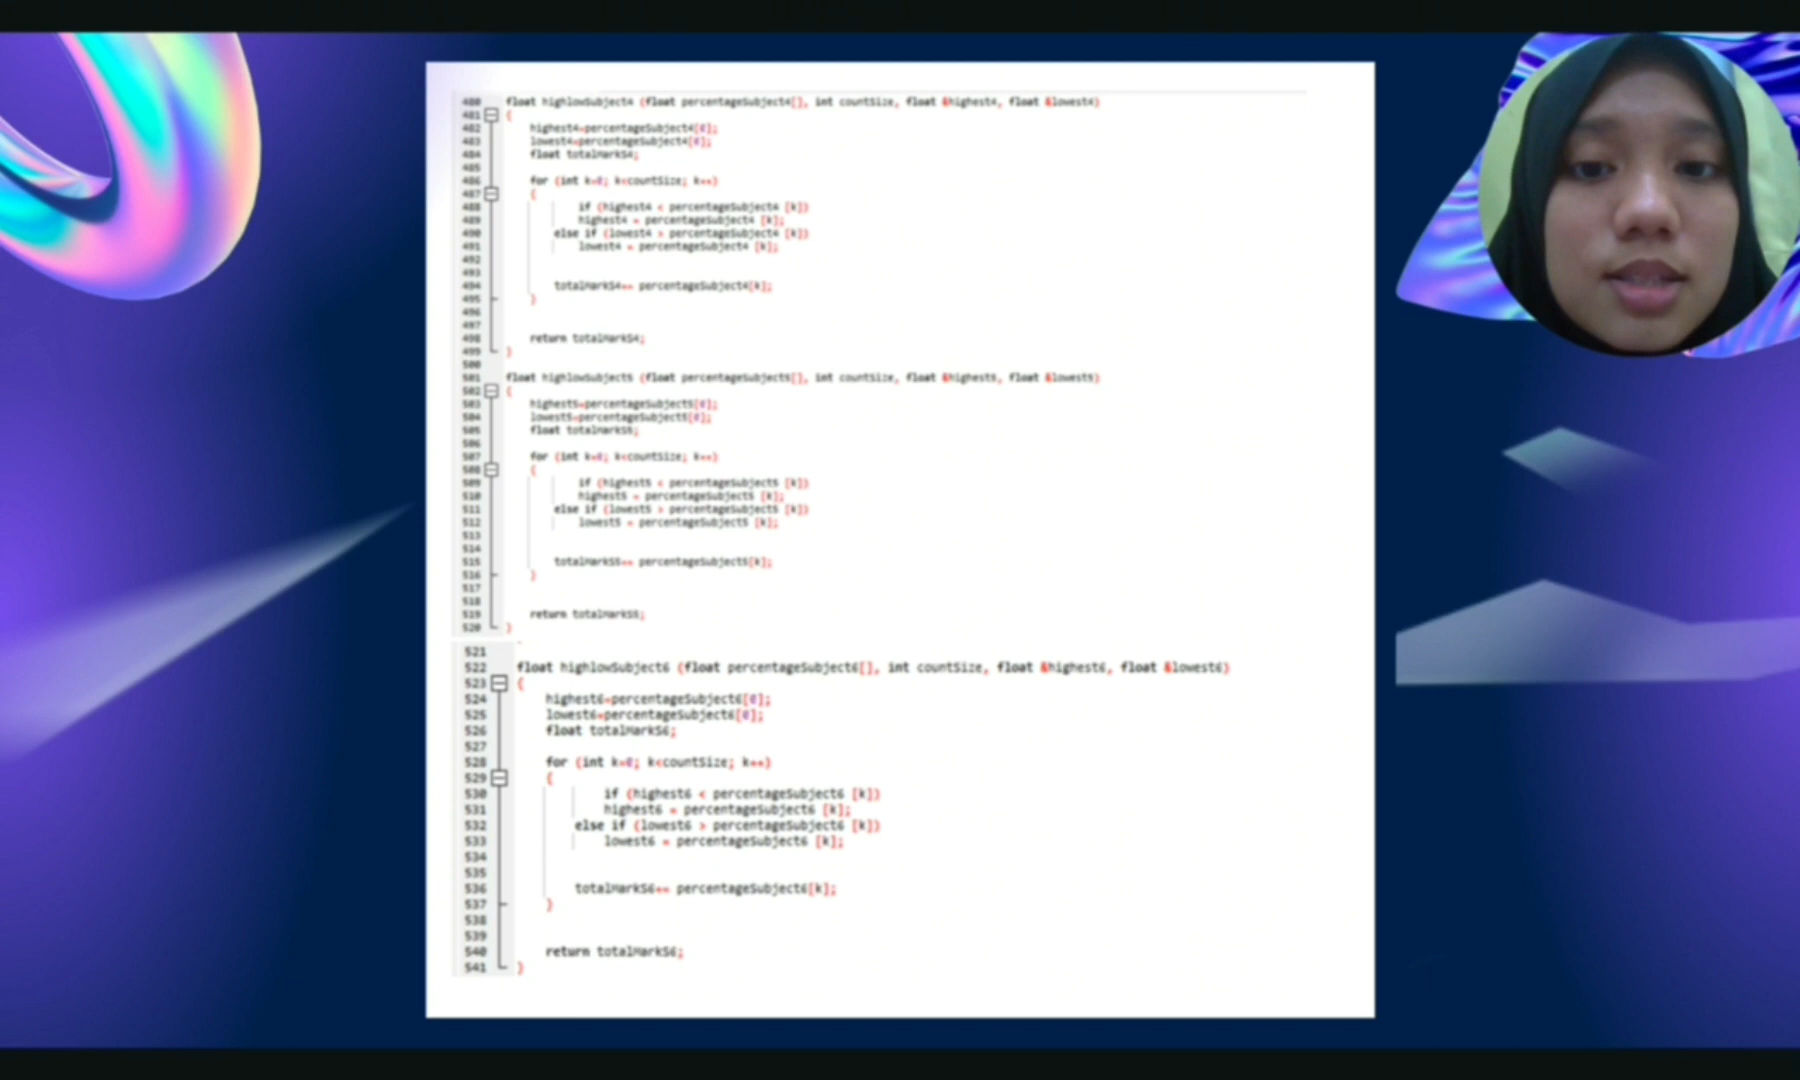 480 float highlowSubject4 (float percentageSubject4[], int countSize, float &highest4, float &lowest4)
481 {
482 highest4=percentageSubject4[0];
483 lowest4=percentageSubject4[0];
484 float totalMarkS4;
485
486 for (int k=0; k<countSize; k++)
487 {
488 if (highest4 < percentageSubject4 [k])
489 highest4 = percentageSubject4 [k];
490 else if (lowest4 > percentageSubject4 [k])
491 lowest4 = percentageSubject4 [k];
492
493
494 totalMarkS4+= percentageSubject4[k];
495 }
496
497
498 return totalMarkS4;
499 }
500
501 float highlowSubject5 (float percentageSubject5[], int countSize, float &highest5, float &lowest5)
502 {
503 highest5=percentageSubject5[0];
504 lowest5=percentageSubject5[0];
505 float totalMarkS5;
506
507 for (int k=0; k<countSize; k++)
508 {
509 if (highest5 < percentageSubject5 [k])
510 highest5 = percentageSubject5 [k];
511 else if (lowest5 > percentageSubject5 [k])
512 lowest5 = percentageSubject5 [k];
513
514
515 totalMarkS5+= percentageSubject5[k];
516 }
517
518
519 return totalMarkS5;
520 }
521
522 float highlowSubject6 (float percentageSubject6[], int countSize, float &highest6, float &lowest6)
523 {
524 highest6=percentageSubject6[0];
525 lowest6=percentageSubject6[0];
526 float totalMarkS6;
527
528 for (int k=0; k<countSize; k++)
529 {
530 if (highest6 < percentageSubject6 [k])
531 highest6 = percentageSubject6 [k];
532 else if (lowest6 > percentageSubject6 [k])
533 lowest6 = percentageSubject6 [k];
534
535
536 totalMarkS6+= percentageSubject6[k];
537 }
538
539
540 return totalMarkS6;
541 }